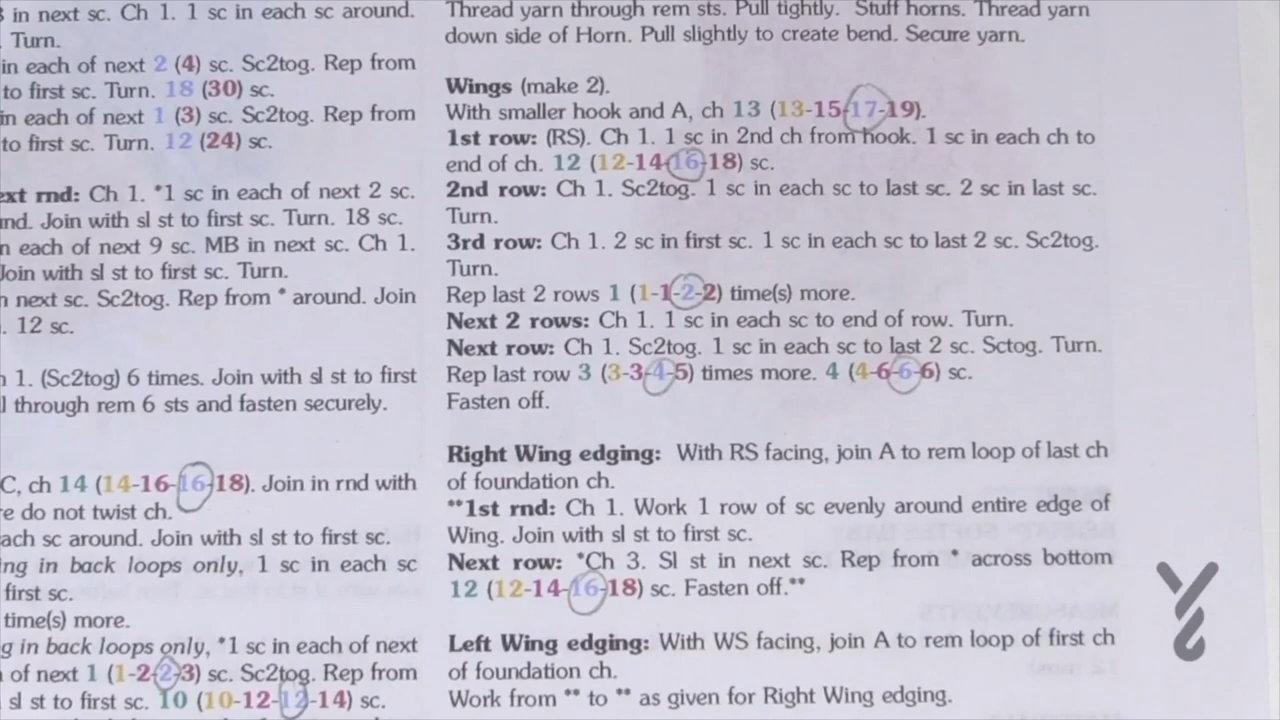 in next sc. Ch 1. 1 sc in each sc around.
Turn.
in each of next 2 (4) sc. Sc2tog. Rep from
to first sc. Turn. 18 (30) sc.
in each of next 1 (3) sc. Sc2tog. Rep from
to first sc. Turn. 12 (24) sc.
ext rnd: Ch 1. *1 sc in each of next 2 sc.
nd. Join with sl st to first sc. Turn. 18 sc.
n each of next 9 sc. MB in next sc. Ch 1.
Join with sl st to first sc. Turn.
next sc. Sc2tog. Rep from * around. Join
. 12 sc.
1. (Sc2tog) 6 times. Join with sl st to first
l through rem 6 sts and fasten securely.
C, ch 14 (14-16-16-18). Join in rnd with
re do not twist ch.
ach sc around. Join with sl st to first sc.
ng in back loops only, 1 sc in each sc
first sc.
time(s) more.
g in back loops only, *1 sc in each of next
of next 1 (1-2-2-3) sc. Sc2tog. Rep from
sl st to first sc. 10 (10-12-12-14) sc.
Thread yarn through rem sts. Pull tightly. Stuff horns. Thread yarn
down side of Horn. Pull slightly to create bend. Secure yarn.
Wings (make 2).
With smaller hook and A, ch 13 (13-15-17-19).
1st row: (RS). Ch 1. 1 sc in 2nd ch from hook. 1 sc in each ch to
end of ch. 12 (12-14-16-18) sc.
2nd row: Ch 1. Sc2tog. 1 sc in each sc to last sc. 2 sc in last sc.
Turn.
3rd row: Ch 1. 2 sc in first sc. 1 sc in each sc to last 2 sc. Sc2tog.
Turn.
Rep last 2 rows 1 (1-1-2-2) time(s) more.
Next 2 rows: Ch 1. 1 sc in each sc to end of row. Turn.
Next row: Ch 1. Sc2tog. 1 sc in each sc to last 2 sc. Sctog. Turn.
Rep last row 3 (3-3-4-5) times more. 4 (4-6-6-6) sc.
Fasten off.
Right Wing edging: With RS facing, join A to rem loop of last ch
of foundation ch.
**1st rnd: Ch 1. Work 1 row of sc evenly around entire edge of
Wing. Join with sl st to first sc.
Next row: *Ch 3. Sl st in next sc. Rep from * across bottom
12 (12-14-16-18) sc. Fasten off.**
Left Wing edging: With WS facing, join A to rem loop of first ch
of foundation ch.
Work from ** to ** as given for Right Wing edging.